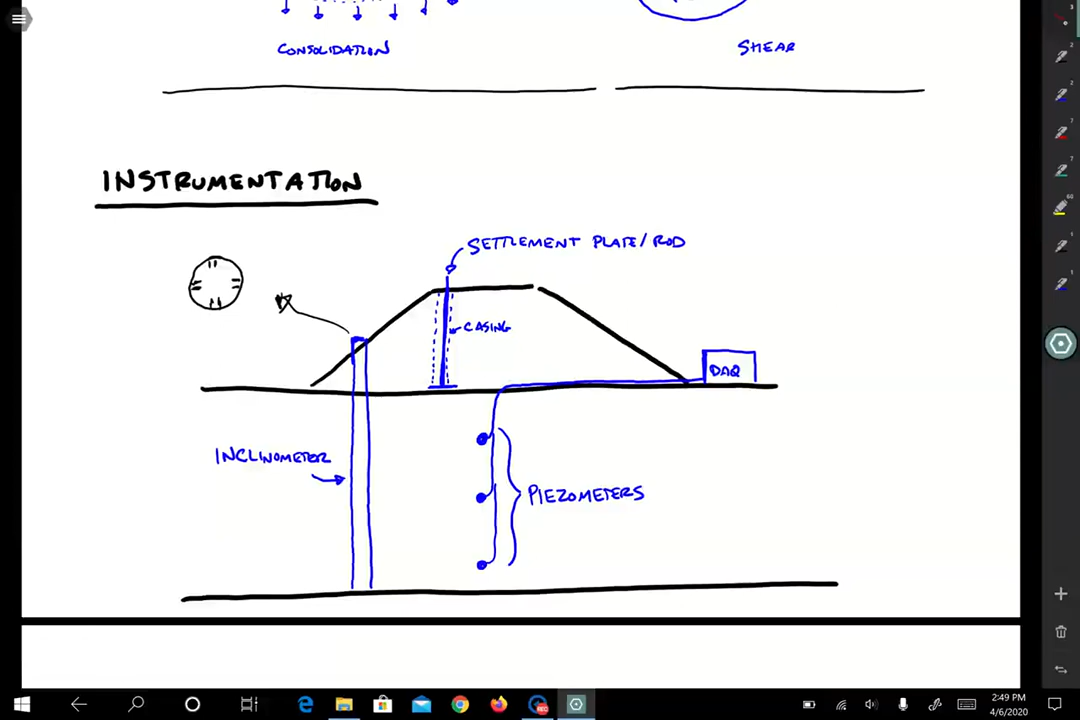 CONSOLIDATION
SHEAR
INSTRUMENTATION
SETTLEMENT PLATE/ROD
CASING
DAQ
INCLINOMETER
PIEZOMETERS
2:49 PM
4/6/2020